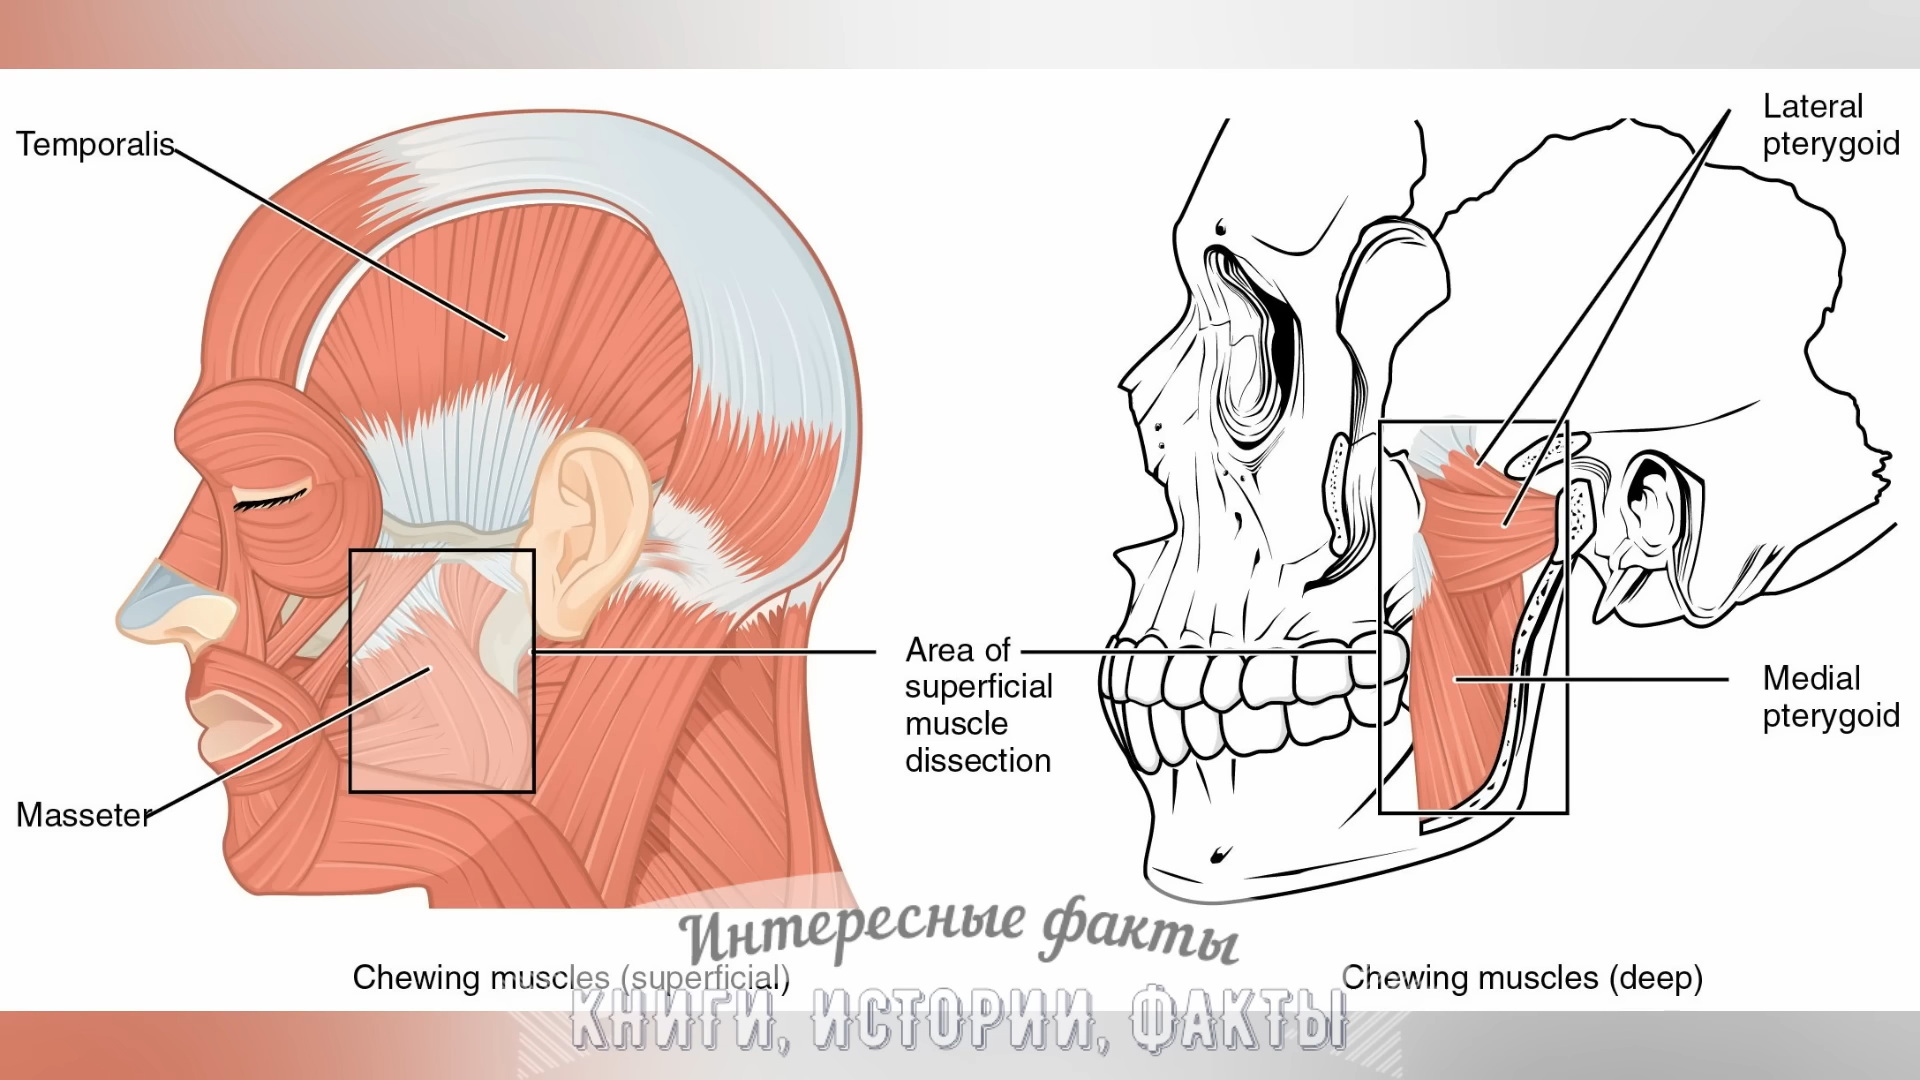 Temporalis
Masseter
Area of
superficial
muscle
dissection
Lateral
pterygoid
Medial
pterygoid
Chewing muscles (superficial)
Chewing muscles (deep)
Интересные факты
КНИГИ, ИСТОРИИ, ФАКТЫ